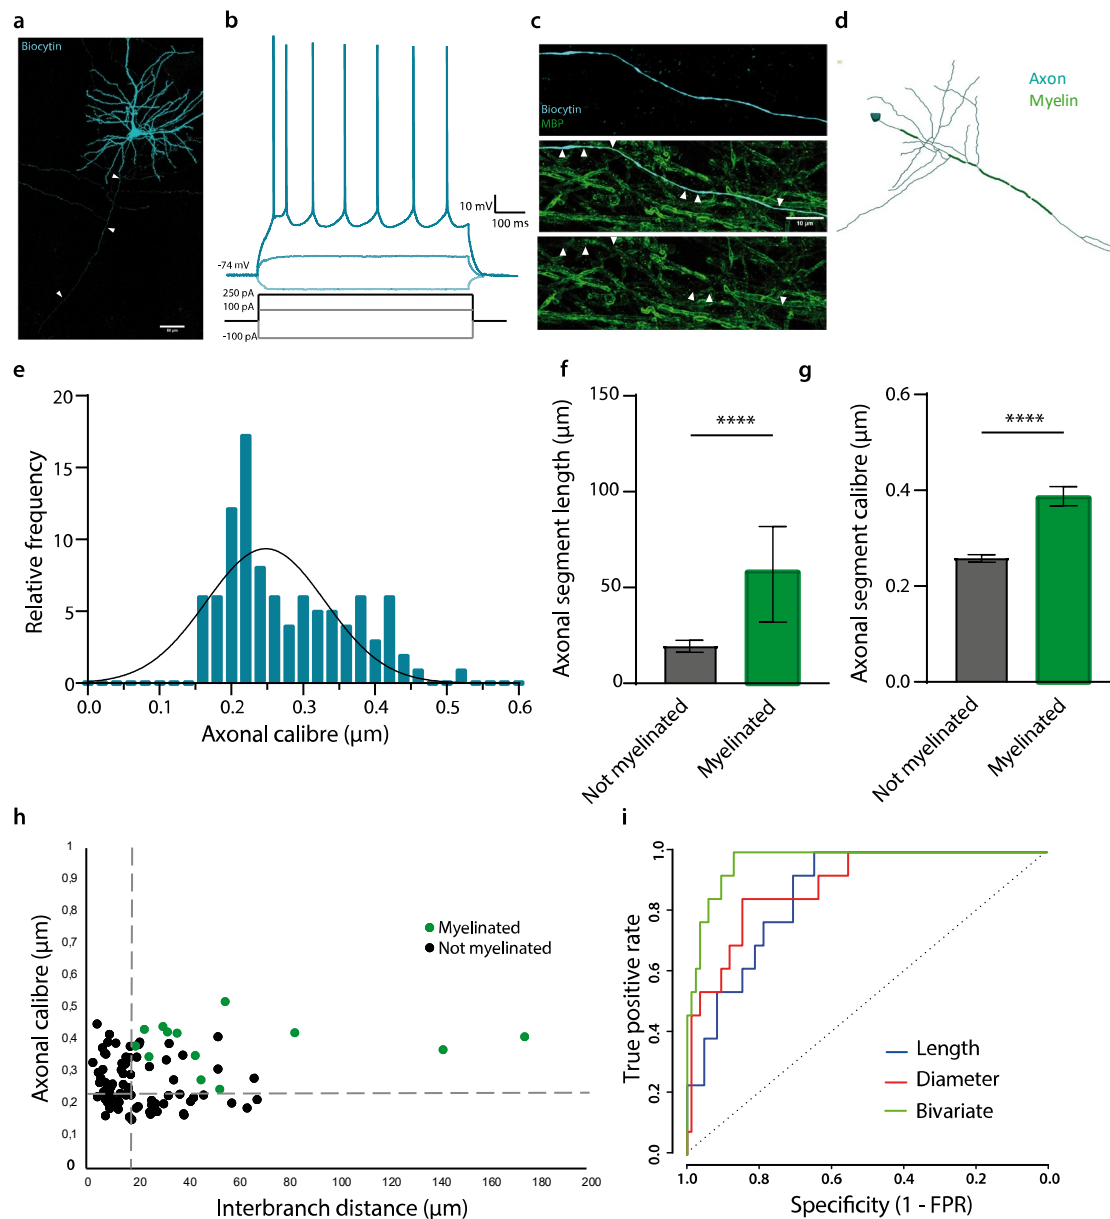 a
Biocytin
b
10 mV
100 ms
-74 mV
250 pA
100 pA
-100 pA
c
Biocytin
MBP
10 µm
d
Axon
Myelin
e
Relative frequency
20
15
10
5
0
0.0 0.1 0.2 0.3 0.4 0.5 0.6
Axonal calibre (µm)
f
Axonal segment length (µm)
150
100
50
0
****
Not myelinated
Myelinated
g
Axonal segment calibre (µm)
0.6
0.4
0.2
0.0
****
Not myelinated
Myelinated
h
Axonal calibre (µm)
1
0,9
0,8
0,7
0,6
0,5
0,4
0,3
0,2
0,1
0
0 20 40 60 80 100 120 140 160 180 200
Interbranch distance (µm)
Myelinated
Not myelinated
i
True positive rate
1.0
0.8
0.6
0.4
0.2
0.0
1.0 0.8 0.6 0.4 0.2 0.0
Specificity (1 - FPR)
Length
Diameter
Bivariate